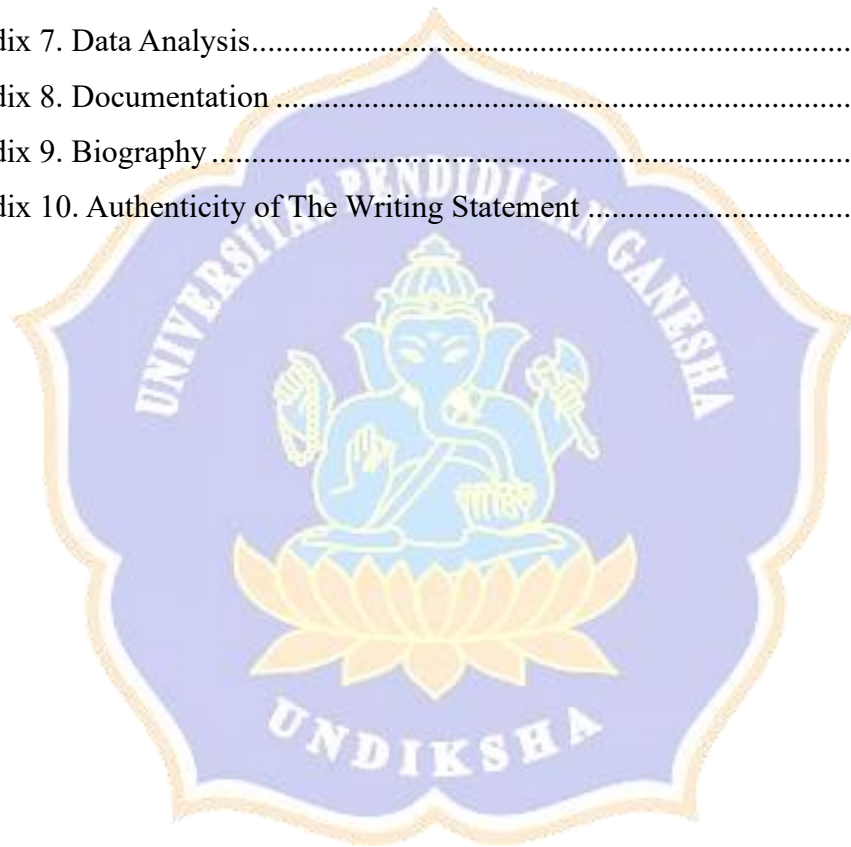 dix 7. Data Analysis................................................................................
dix 8. Documentation..............................................................................
dix 9. Biography......................................................................................
dix 10. Authenticity of The Writing Statement ....................................
UNIVERSITAS PENDIDIKAN GANESHA
UNDIKSHA